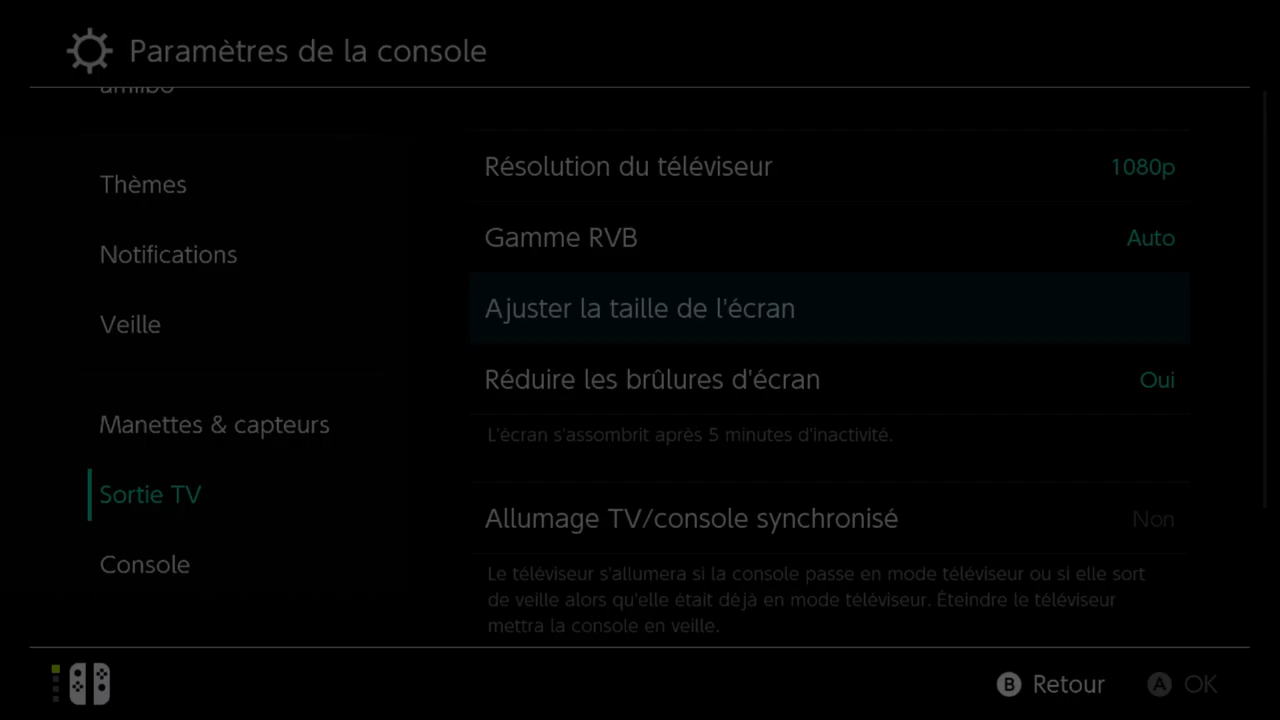 Paramètres de la console
amiibo
Thèmes
Notifications
Veille
Manettes & capteurs
Sortie TV
Console
Résolution du téléviseur 1080p
Gamme RVB Auto
Ajuster la taille de l'écran
Réduire les brûlures d'écran Oui
L'écran s'assombrit après 5 minutes d'inactivité.
Allumage TV/console synchronisé Non
Le téléviseur s'allumera si la console passe en mode téléviseur ou si elle sort
de veille alors qu'elle était déjà en mode téléviseur. Éteindre le téléviseur
mettra la console en veille.
B Retour A OK